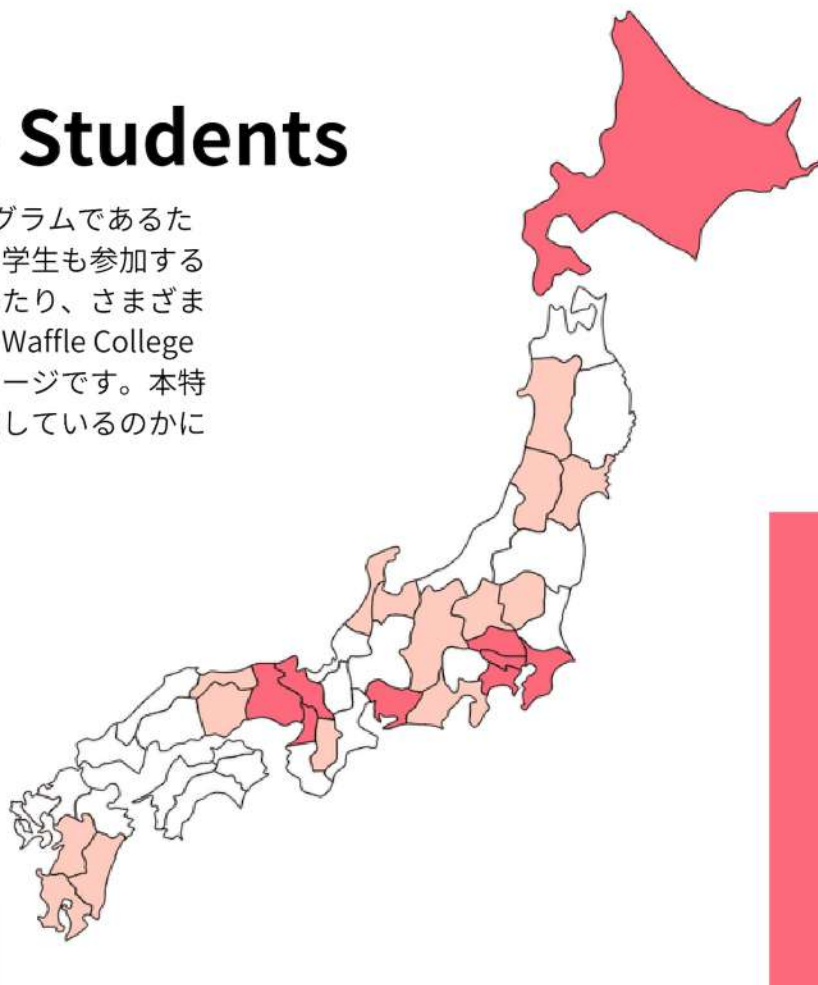 Students
グラムであるた
学生も参加する
たり、さまざま
Waffle College
ージです。本特
しているのかに